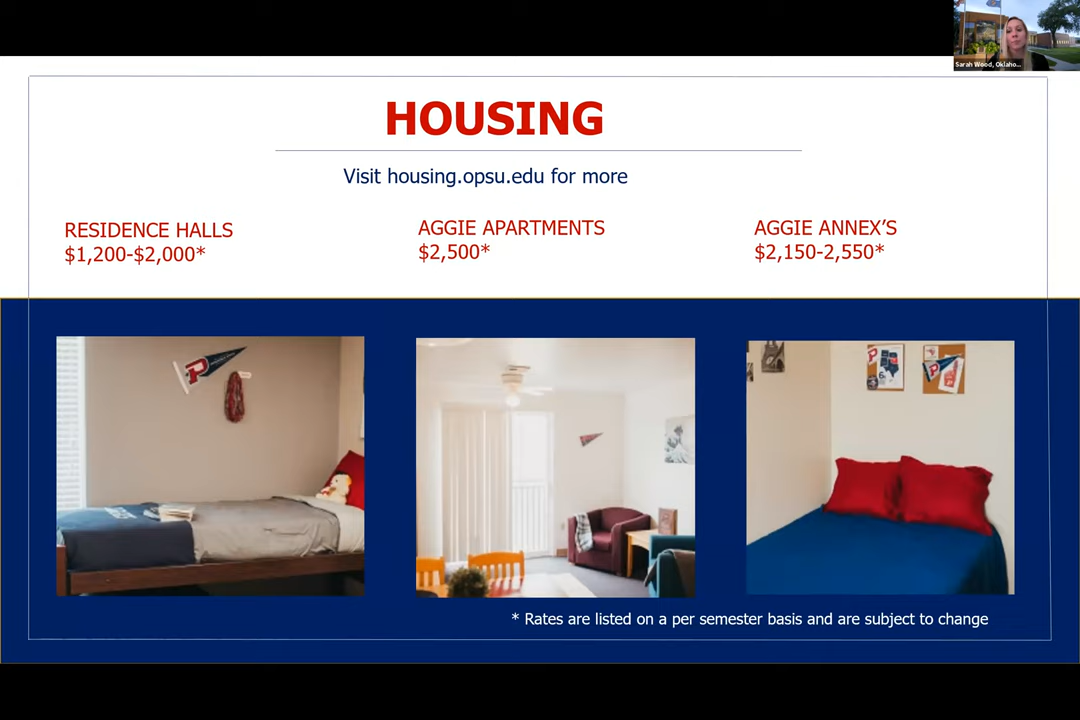 Sarah Wood, Oklaho...
HOUSING
Visit housing.opsu.edu for more
RESIDENCE HALLS
$1,200-$2,000*
AGGIE APARTMENTS
$2,500*
AGGIE ANNEX’S
$2,150-2,550*
P
P
P
* Rates are listed on a per semester basis and are subject to change